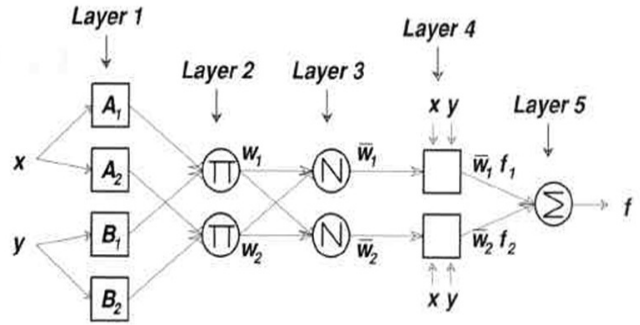 Layer 1
Layer 2
Layer 3
Layer 4
Layer 5
x
y
A₁
A₂
B₁
B₂
Π
Π
w₁
w₂
N
N
w̅₁
w̅₂
x y
x y
w̅₁ f₁
w̅₂ f₂
Σ
f